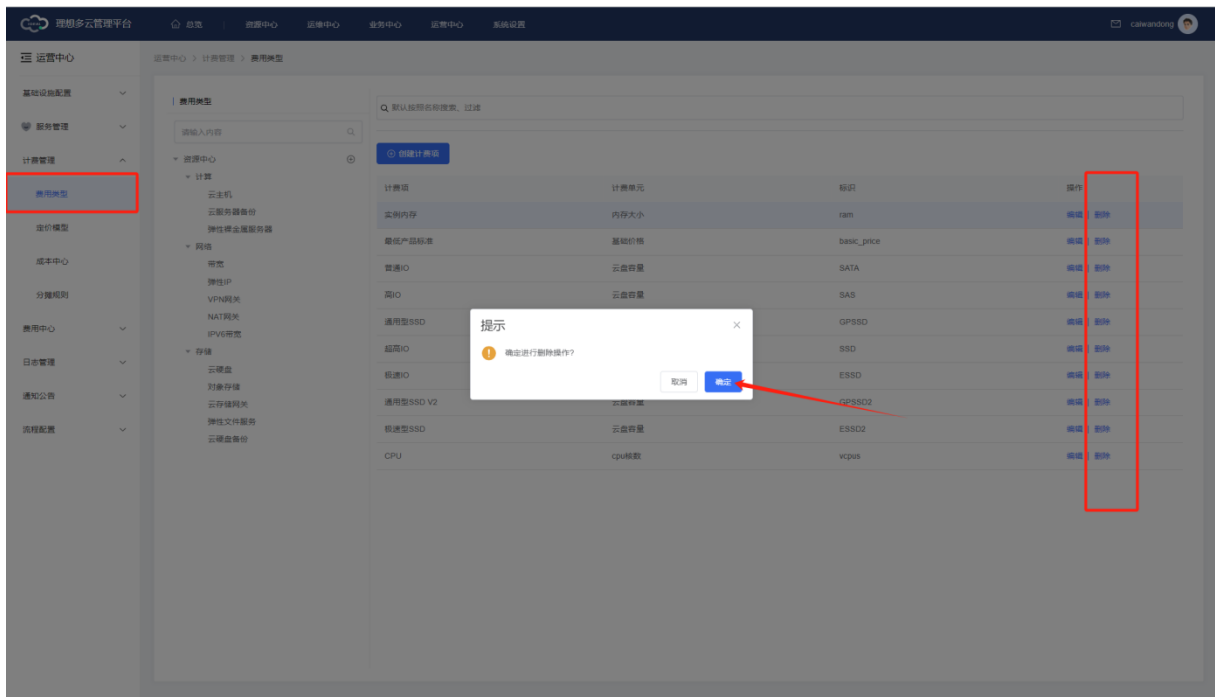 理想多云管理平台 总览 资源中心 运维中心 业务中心 运营中心 系统设置 caiwandong
运营中心
运营中心 > 计费管理 > 费用类型
基础设施配置
服务管理
计费管理
费用类型
定价模型
成本中心
分摊规则
费用中心
日志管理
通知公告
流程配置
费用类型
请输入内容
资源中心
计算
云主机
云服务器备份
弹性裸金属服务器
网络
带宽
弹性IP
VPN网关
NAT网关
IPV6带宽
存储
云硬盘
对象存储
云存储网关
弹性文件服务
云硬盘备份
默认按照名称搜索、过滤
创建计费项
计费项 计费单元 标识 操作
实例内存 内存大小 ram 编辑 | 删除
最低产品标准 基础价格 basic_price 编辑 | 删除
普通IO 云盘容量 SATA 编辑 | 删除
高IO 云盘容量 SAS 编辑 | 删除
通用型SSD GPSSD 编辑 | 删除
超高IO SSD 编辑 | 删除
极速IO ESSD 编辑 | 删除
通用型SSD V2 云盘容量 GPSSD2 编辑 | 删除
极速型SSD 云盘容量 ESSD2 编辑 | 删除
CPU cpu核数 vcpus 编辑 | 删除
提示
确定进行删除操作?
取消 确定